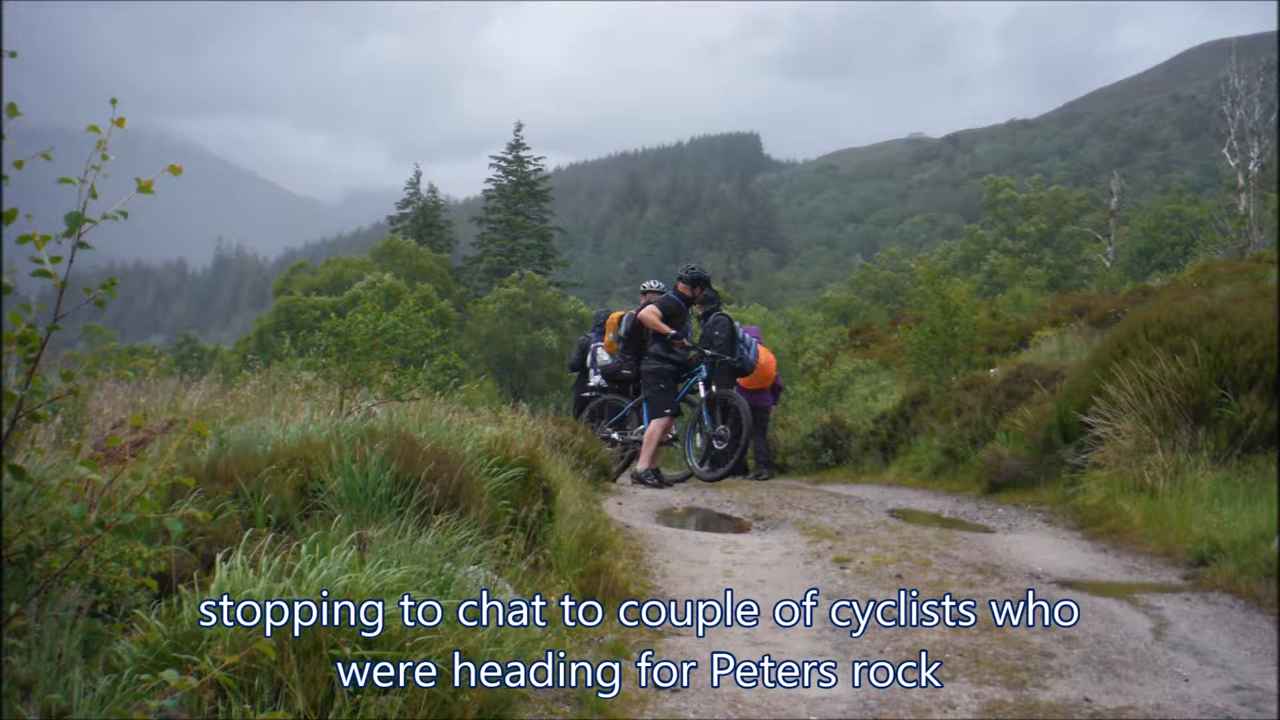 stopping to chat to couple of cyclists who
were heading for Peters rock